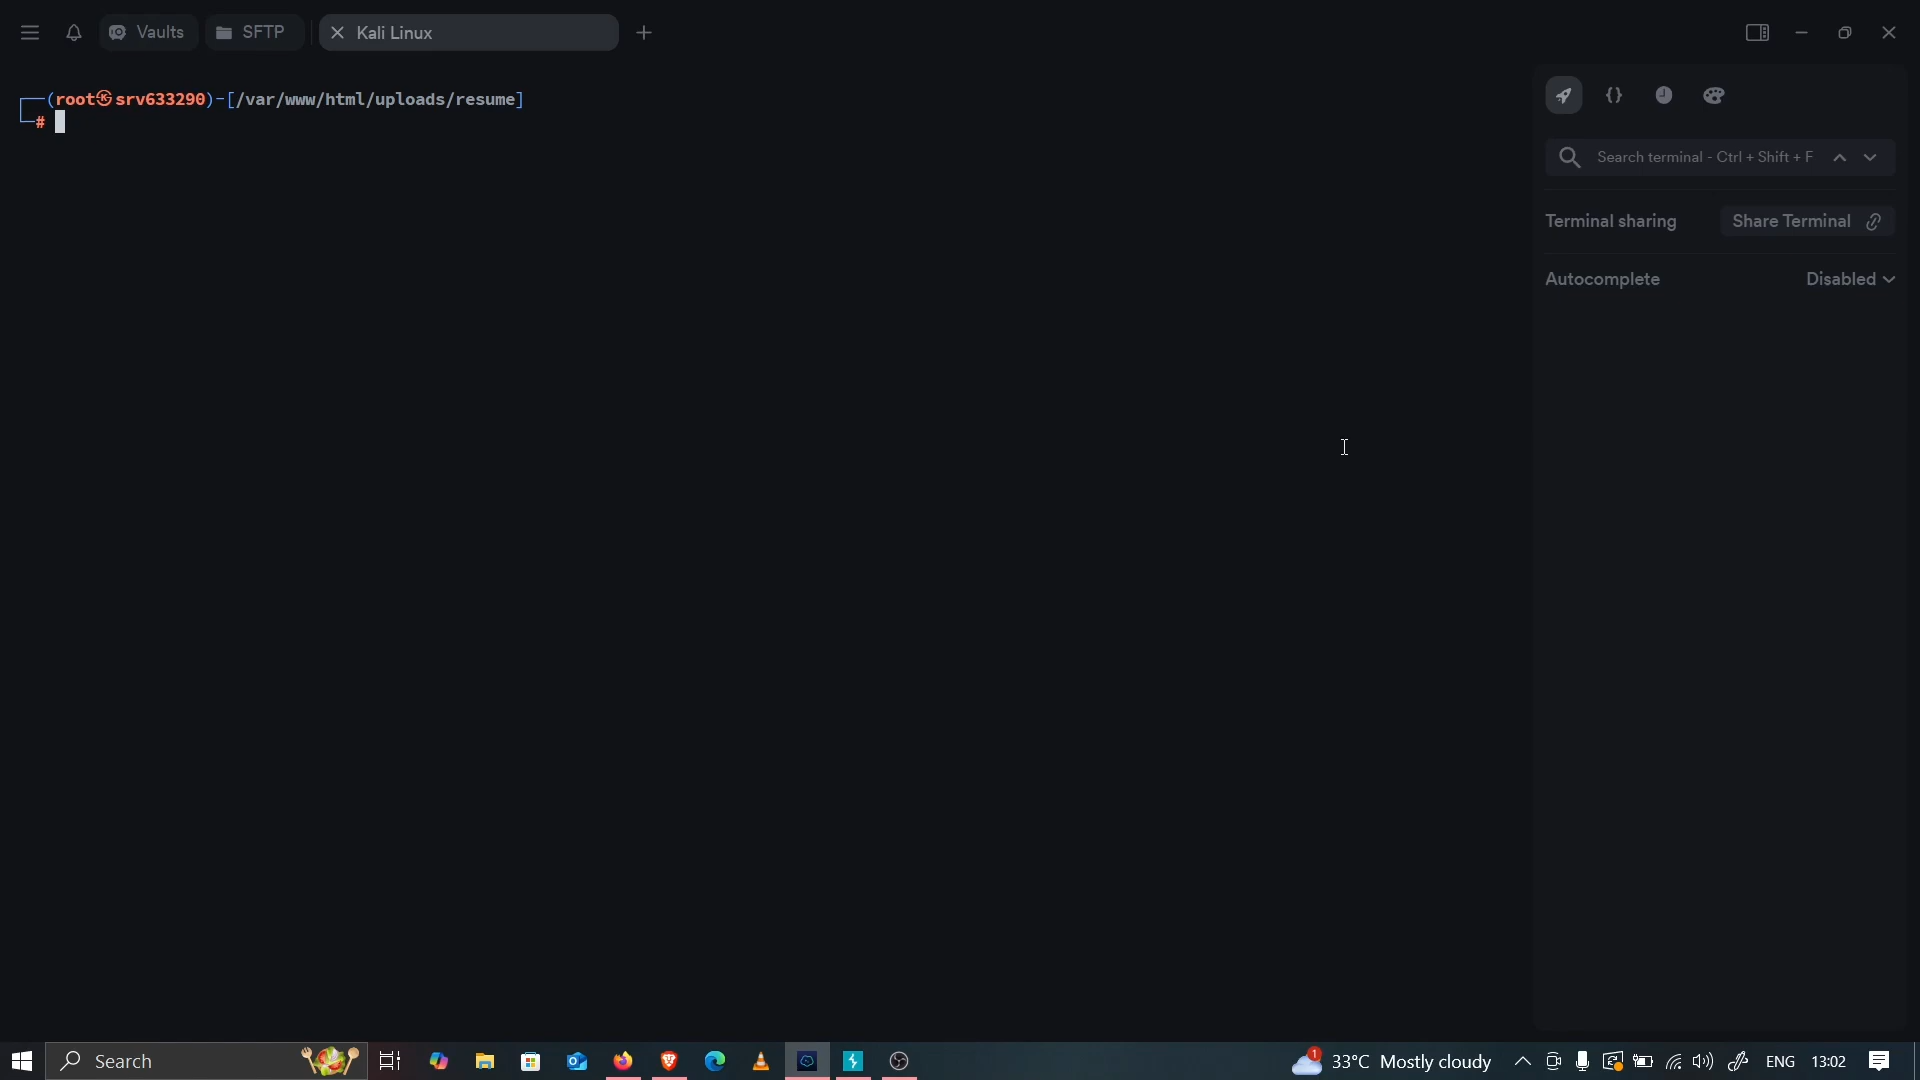 Vaults SFTP Kali Linux
(root㉿srv633290)-[/var/www/html/uploads/resume]
#
Search terminal - Ctrl + Shift + F
Terminal sharing Share Terminal
Autocomplete Disabled
Search
1
33°C Mostly cloudy ENG 13:02